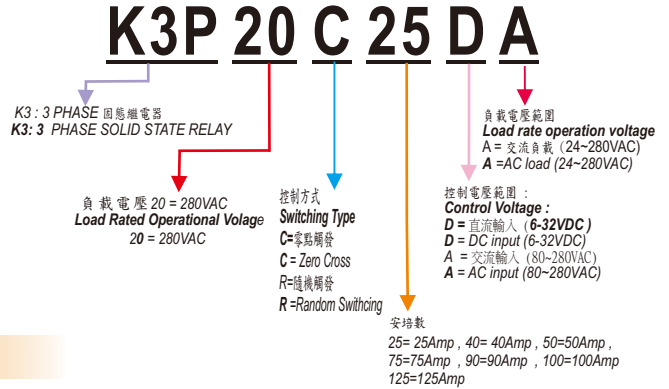 K3P 20 C 25 D A
K3 : 3 PHASE 固態繼電器
K3: 3 PHASE SOLID STATE RELAY
負載電壓 20 = 280VAC
Load Rated Operational Volage
20 = 280VAC
控制方式
Switching Type
C=零點觸發
C = Zero Cross
R=隨機觸發
R =Random Swithcing
安培數
25= 25Amp , 40= 40Amp , 50=50Amp ,
75=75Amp , 90=90Amp , 100=100Amp
125=125Amp
控制電壓範圍 :
Control Voltage :
D = 直流輸入 (6-32VDC )
D = DC input (6-32VDC)
A = 交流輸入 (80~280VAC)
A = AC input (80~280VAC)
負載電壓範圍
Load rate operation voltage
A = 交流負載 (24~280VAC)
A =AC load (24~280VAC)